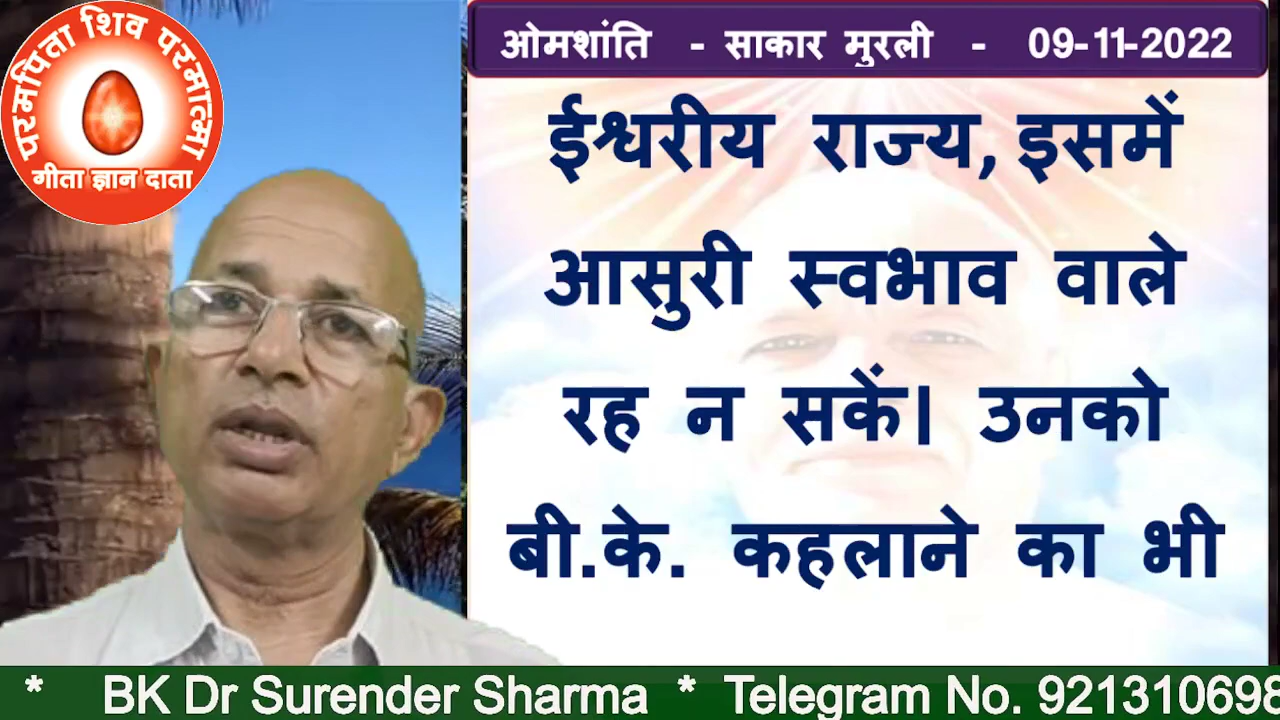 परमपिता शिव परमात्मा
गीता ज्ञान दाता
ओमशांति - साकार मुरली - 09-11-2022
ईश्वरीय राज्य, इसमें
आसुरी स्वभाव वाले
रह न सकें। उनको
बी.के. कहलाने का भी
* BK Dr Surender Sharma * Telegram No. 921310698